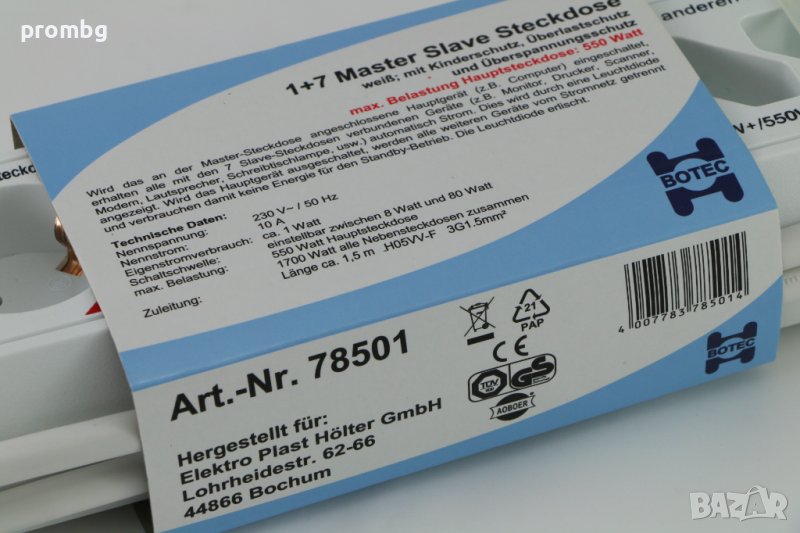 prombg
anderen
1+7 Master Slave Steckdose
weiß; mit Kinderschutz, Überlastschutz
und Überspannungsschutz
max. Belastung Hauptsteckdose: 550 Watt
Wird das an der Master-Steckdose angeschlossene Hauptgerät (z.B. Computer) eingeschaltet,
erhalten alle mit den 7 Slave-Steckdosen verbundenen Geräte (z.B. Monitor, Drucker, Scanner,
Modern, Lautsprecher, Schreibtischlampe, usw.) automatisch Strom. Dies wird durch eine Leuchtdiode
angezeigt. Wird das Hauptgerät ausgeschaltet, werden alle weiteren Geräte vom Stromnetz getrennt
und verbrauchen damit keine Energie für den Standby-Betrieb. Die Leuchtdiode erlischt.
V+/550
BOTEC
Technische Daten:
Nennspannung: 230 V~ / 50 Hz
Nennstrom: 10 A
Eigenstromverbrauch: ca. 1 Watt
Schaltschwelle: einstellbar zwischen 8 Watt und 80 Watt
max. Belastung: 550 Watt Hauptsteckdose
1700 Watt alle Nebensteckdosen zusammen
Zuleitung: Länge ca. 1,5 m .H05VV-F 3G1.5mm²
Art.-Nr. 78501
21
PAP
CE
TÜV
GS
AOBOER
4 007783 785014
BOTEC
Hergestellt für:
Elektro Plast Hölter GmbH
Lohrheidestr. 62-66
44866 Bochum
BAZAR